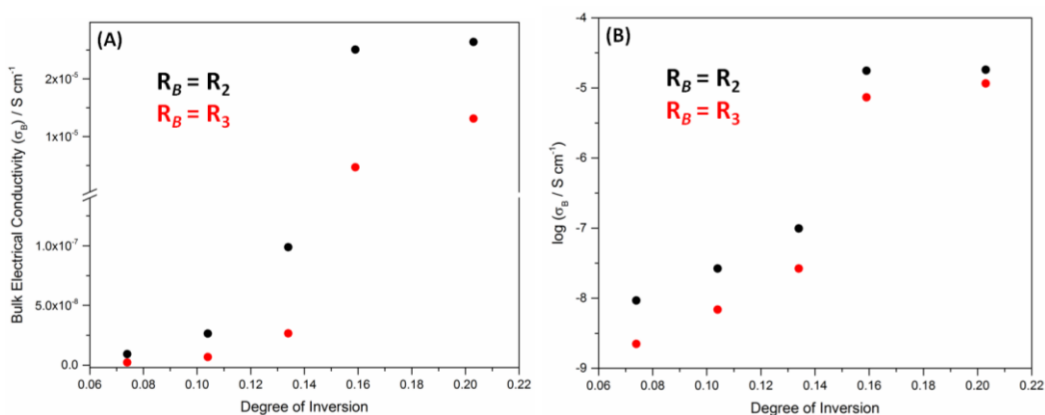 (A)
R_B = R_2
R_B = R_3
Bulk Electrical Conductivity (σ_B) / S cm⁻¹
2x10⁻⁵
1x10⁻⁵
1.0x10⁻⁷
5.0x10⁻⁸
0.0
0.06 0.08 0.10 0.12 0.14 0.16 0.18 0.20 0.22
Degree of Inversion
(B)
R_B = R_2
R_B = R_3
log (σ_B / S cm⁻¹)
-4
-5
-6
-7
-8
-9
0.06 0.08 0.10 0.12 0.14 0.16 0.18 0.20 0.22
Degree of Inversion